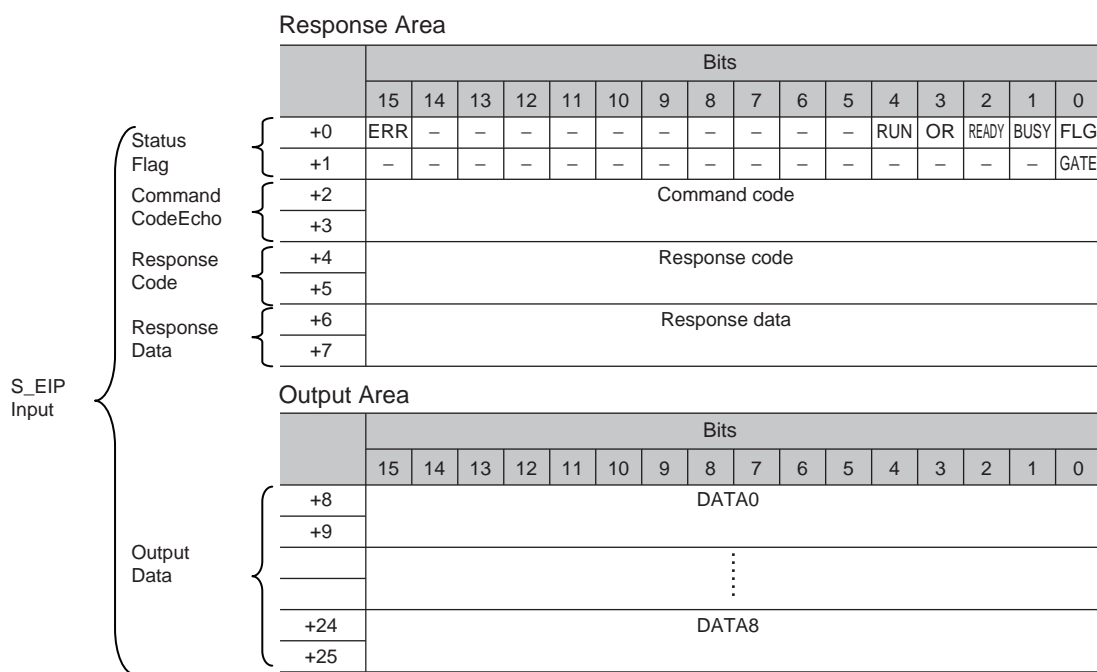 Response Area
Bits
15 14 13 12 11 10 9 8 7 6 5 4 3 2 1 0
Status Flag
+0 ERR – – – – – – – – – – RUN OR READY BUSY FLG
+1 – – – – – – – – – – – – – – – GATE
Command CodeEcho
+2 Command code
+3
Response Code
+4 Response code
+5
Response Data
+6 Response data
+7
S_EIP Input
Output Area
Bits
15 14 13 12 11 10 9 8 7 6 5 4 3 2 1 0
+8 DATA0
+9
Output Data
+24 DATA8
+25